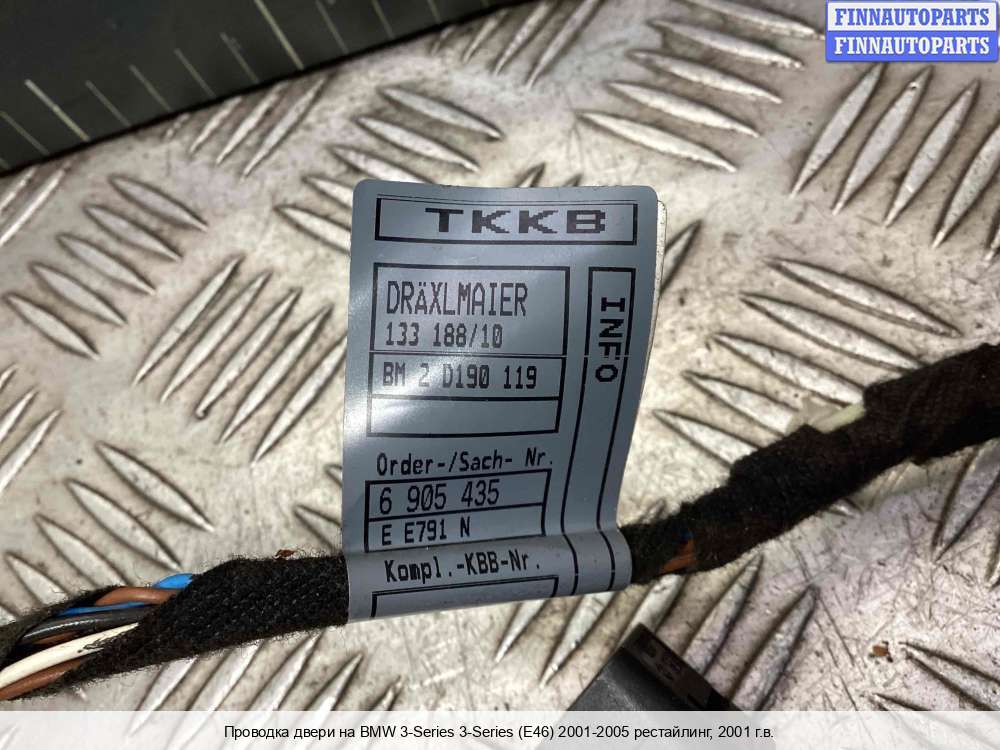 FINNAUTOPARTS
FINNAUTOPARTS
TKKB
DRÄXLMAIER
133 188/10
BM 2 D190 119
INFO
Order-/Sach- Nr.
6 905 435
E E791 N
Kompl.-KBB-Nr.
Проводка двери на BMW 3-Series 3-Series (E46) 2001-2005 рестайлинг, 2001 г.в.